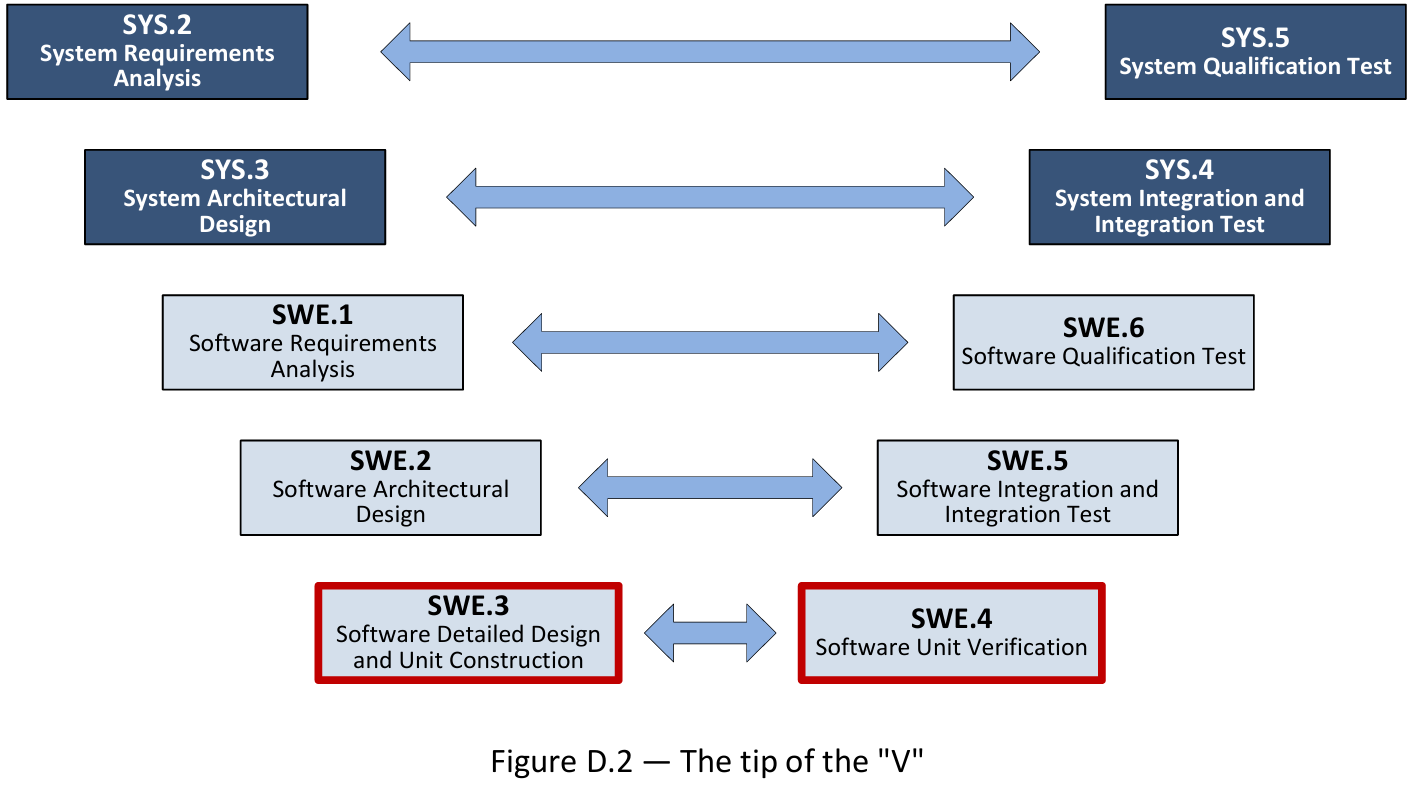 SYS.2
System Requirements
Analysis
SYS.5
System Qualification Test
SYS.3
System Architectural
Design
SYS.4
System Integration and
Integration Test
SWE.1
Software Requirements
Analysis
SWE.6
Software Qualification Test
SWE.2
Software Architectural
Design
SWE.5
Software Integration and
Integration Test
SWE.3
Software Detailed Design
and Unit Construction
SWE.4
Software Unit Verification
Figure D.2 — The tip of the "V"